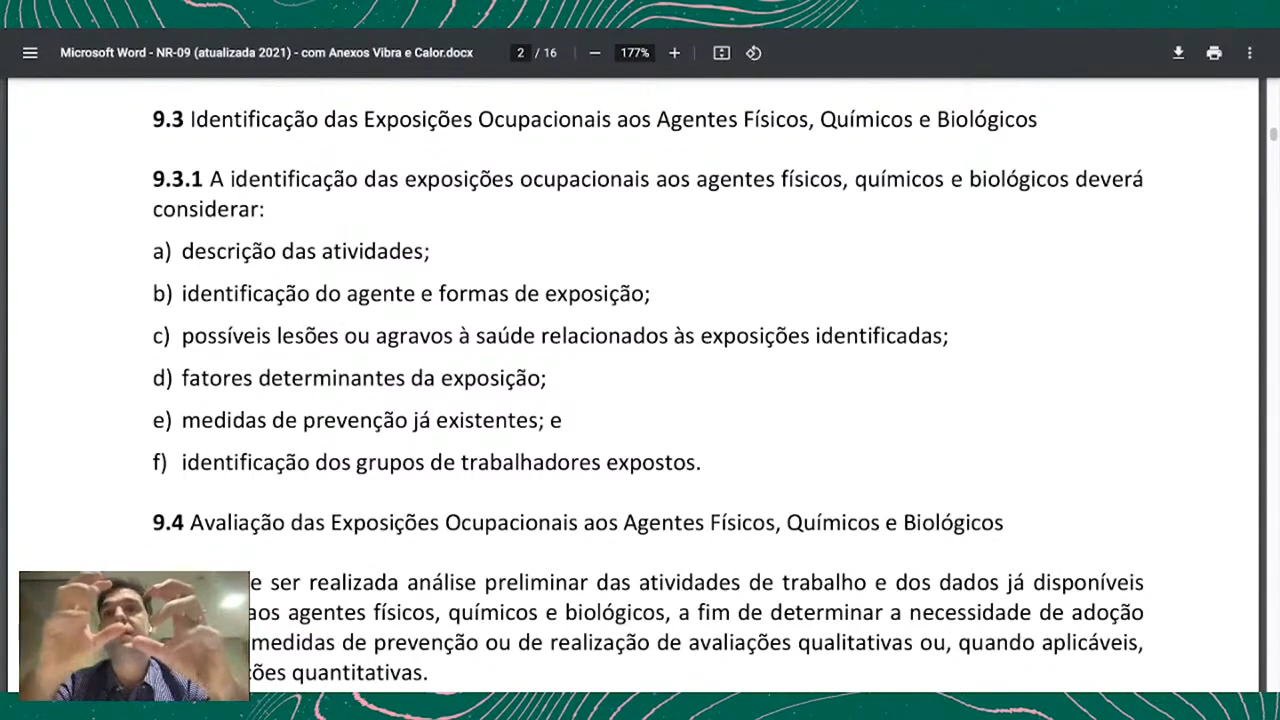 Microsoft Word - NR-09 (atualizada 2021) - com Anexos Vibra e Calor.docx
2 / 16
177%
9.3 Identificação das Exposições Ocupacionais aos Agentes Físicos, Químicos e Biológicos
9.3.1 A identificação das exposições ocupacionais aos agentes físicos, químicos e biológicos deverá
considerar:
a) descrição das atividades;
b) identificação do agente e formas de exposição;
c) possíveis lesões ou agravos à saúde relacionados às exposições identificadas;
d) fatores determinantes da exposição;
e) medidas de prevenção já existentes; e
f) identificação dos grupos de trabalhadores expostos.
9.4 Avaliação das Exposições Ocupacionais aos Agentes Físicos, Químicos e Biológicos
e ser realizada análise preliminar das atividades de trabalho e dos dados já disponíveis
aos agentes físicos, químicos e biológicos, a fim de determinar a necessidade de adoção
medidas de prevenção ou de realização de avaliações qualitativas ou, quando aplicáveis,
ções quantitativas.